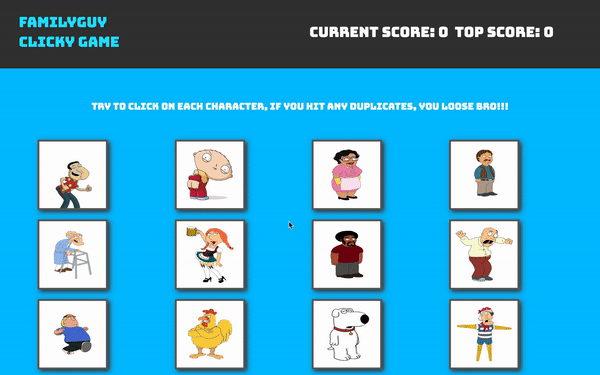 FAMILYGUY
CLICKY GAME
CURRENT SCORE: 0 TOP SCORE: 0
TRY TO CLICK ON EACH CHARACTER, IF YOU HIT ANY DUPLICATES, YOU LOOSE BRO!!!